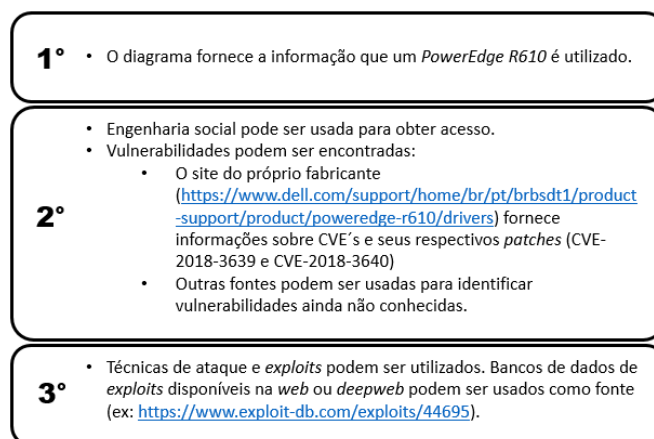 1°
• O diagrama fornece a informação que um PowerEdge R610 é utilizado.
2°
• Engenharia social pode ser usada para obter acesso.
• Vulnerabilidades podem ser encontradas:
• O site do próprio fabricante
(https://www.dell.com/support/home/br/pt/brbsdt1/product
-support/product/poweredge-r610/drivers) fornece
informações sobre CVE´s e seus respectivos patches (CVE-
2018-3639 e CVE-2018-3640)
• Outras fontes podem ser usadas para identificar
vulnerabilidades ainda não conhecidas.
3°
• Técnicas de ataque e exploits podem ser utilizados. Bancos de dados de
exploits disponíveis na web ou deepweb podem ser usados como fonte
(ex: https://www.exploit-db.com/exploits/44695).